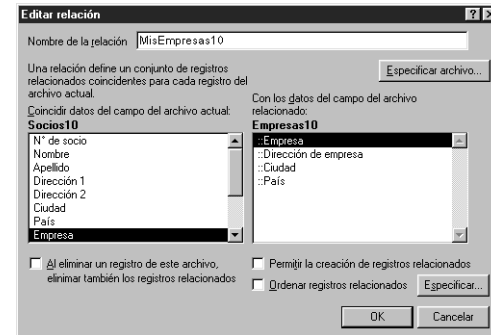 Editar relación
Nombre de la relación MisEmpresas10
Una relación define un conjunto de registros
relacionados coincidentes para cada registro del
archivo actual.
Especificar archivo...
Coincidir datos del campo del archivo actual:
Socios10
N° de socio
Nombre
Apellido
Dirección 1
Dirección 2
Ciudad
País
Empresa
Con los datos del campo del archivo
relacionado:
Empresas10
::Empresa
::Dirección de empresa
::Ciudad
::País
Al eliminar un registro de este archivo,
elinimar también los registros relacionados
Permitir la creación de registros relacionados
Ordenar registros relacionados Especificar...
OK Cancelar